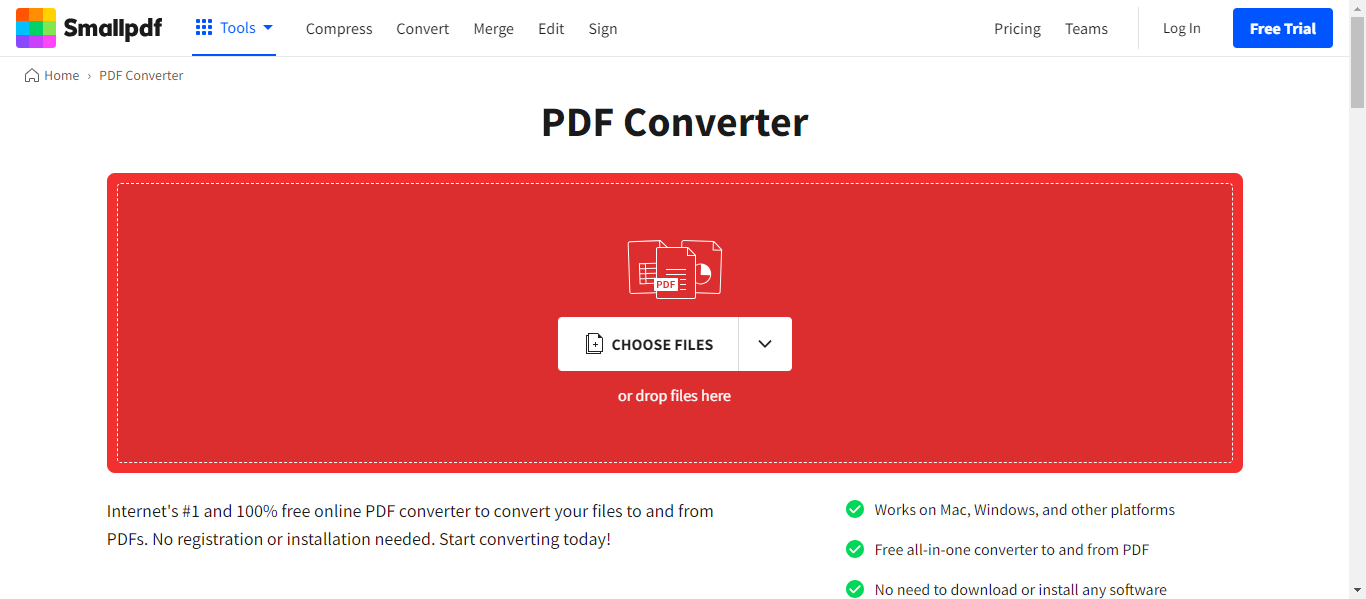 Smallpdf
Tools
Compress
Convert
Merge
Edit
Sign
Pricing
Teams
Log In
Free Trial
Home › PDF Converter
PDF Converter
PDF
CHOOSE FILES
or drop files here
Internet's #1 and 100% free online PDF converter to convert your files to and from
PDFs. No registration or installation needed. Start converting today!
Works on Mac, Windows, and other platforms
Free all-in-one converter to and from PDF
No need to download or install any software